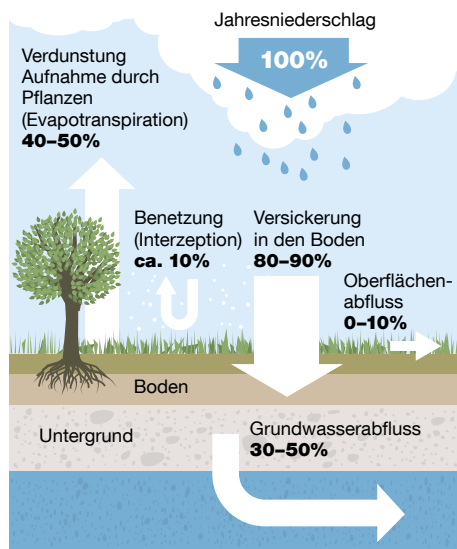 Jahresniederschlag
100%
Verdunstung
Aufnahme durch
Pflanzen
(Evapotranspiration)
40–50%
Benetzung
(Interzeption)
ca. 10%
Versickerung
in den Boden
80–90%
Oberflächen-
abfluss
0–10%
Boden
Untergrund
Grundwasserabfluss
30–50%